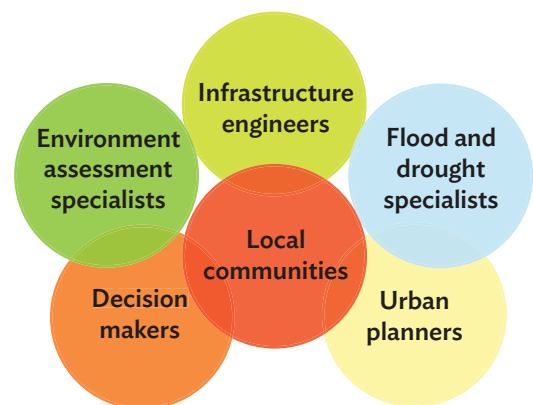 Infrastructure
engineers
Environment
assessment
specialists
Flood and
drought
specialists
Local
communities
Decision
makers
Urban
planners